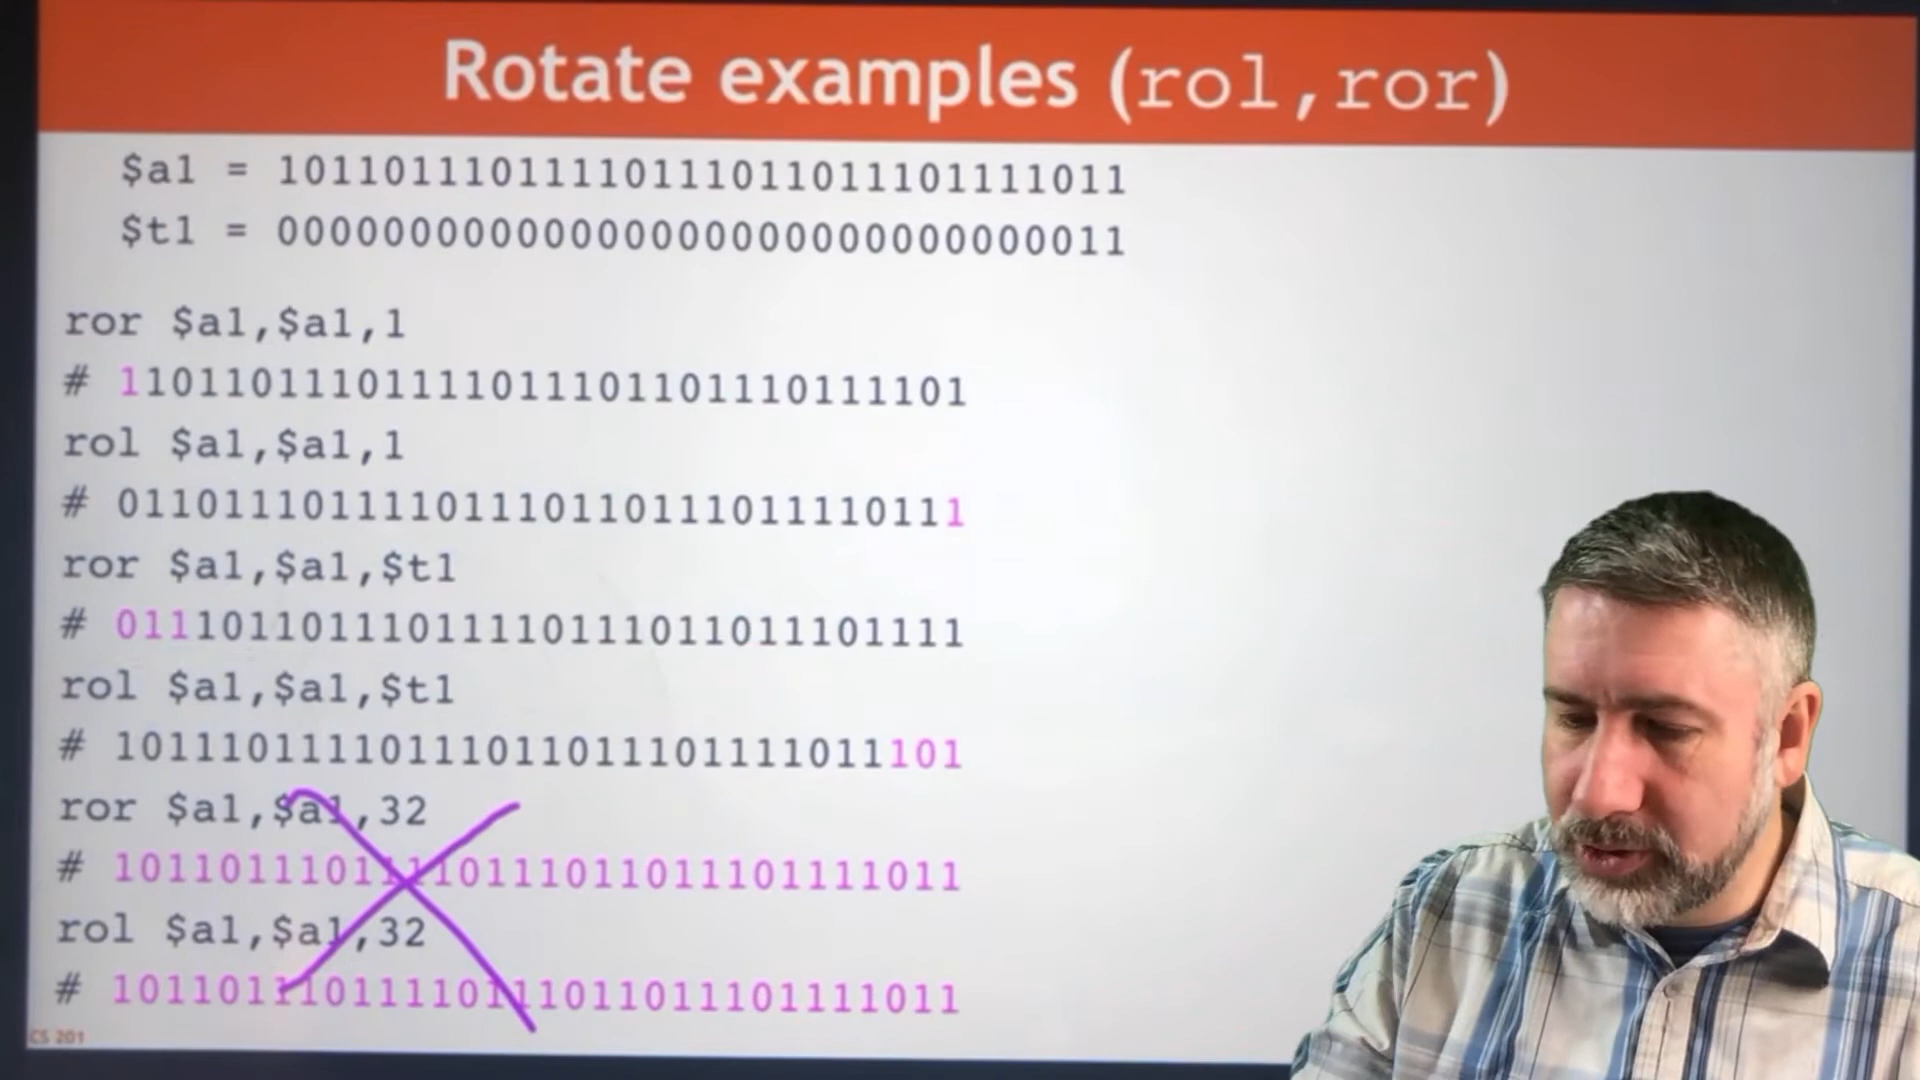 Rotate examples (rol,ror)
$a1 = 10110111011110111011011101111011
$t1 = 00000000000000000000000000000011
ror $a1,$a1,1
# 11011011101111011101101110111101
rol $a1,$a1,1
# 01101110111101110110111011110111
ror $a1,$a1,$t1
# 01110110111011110111011011101111
rol $a1,$a1,$t1
# 10111011110111011011101111011101
ror $a1,$a1,32
# 10110111011110111011011101111011
rol $a1,$a1,32
# 10110111011110111011011101111011
CS 201